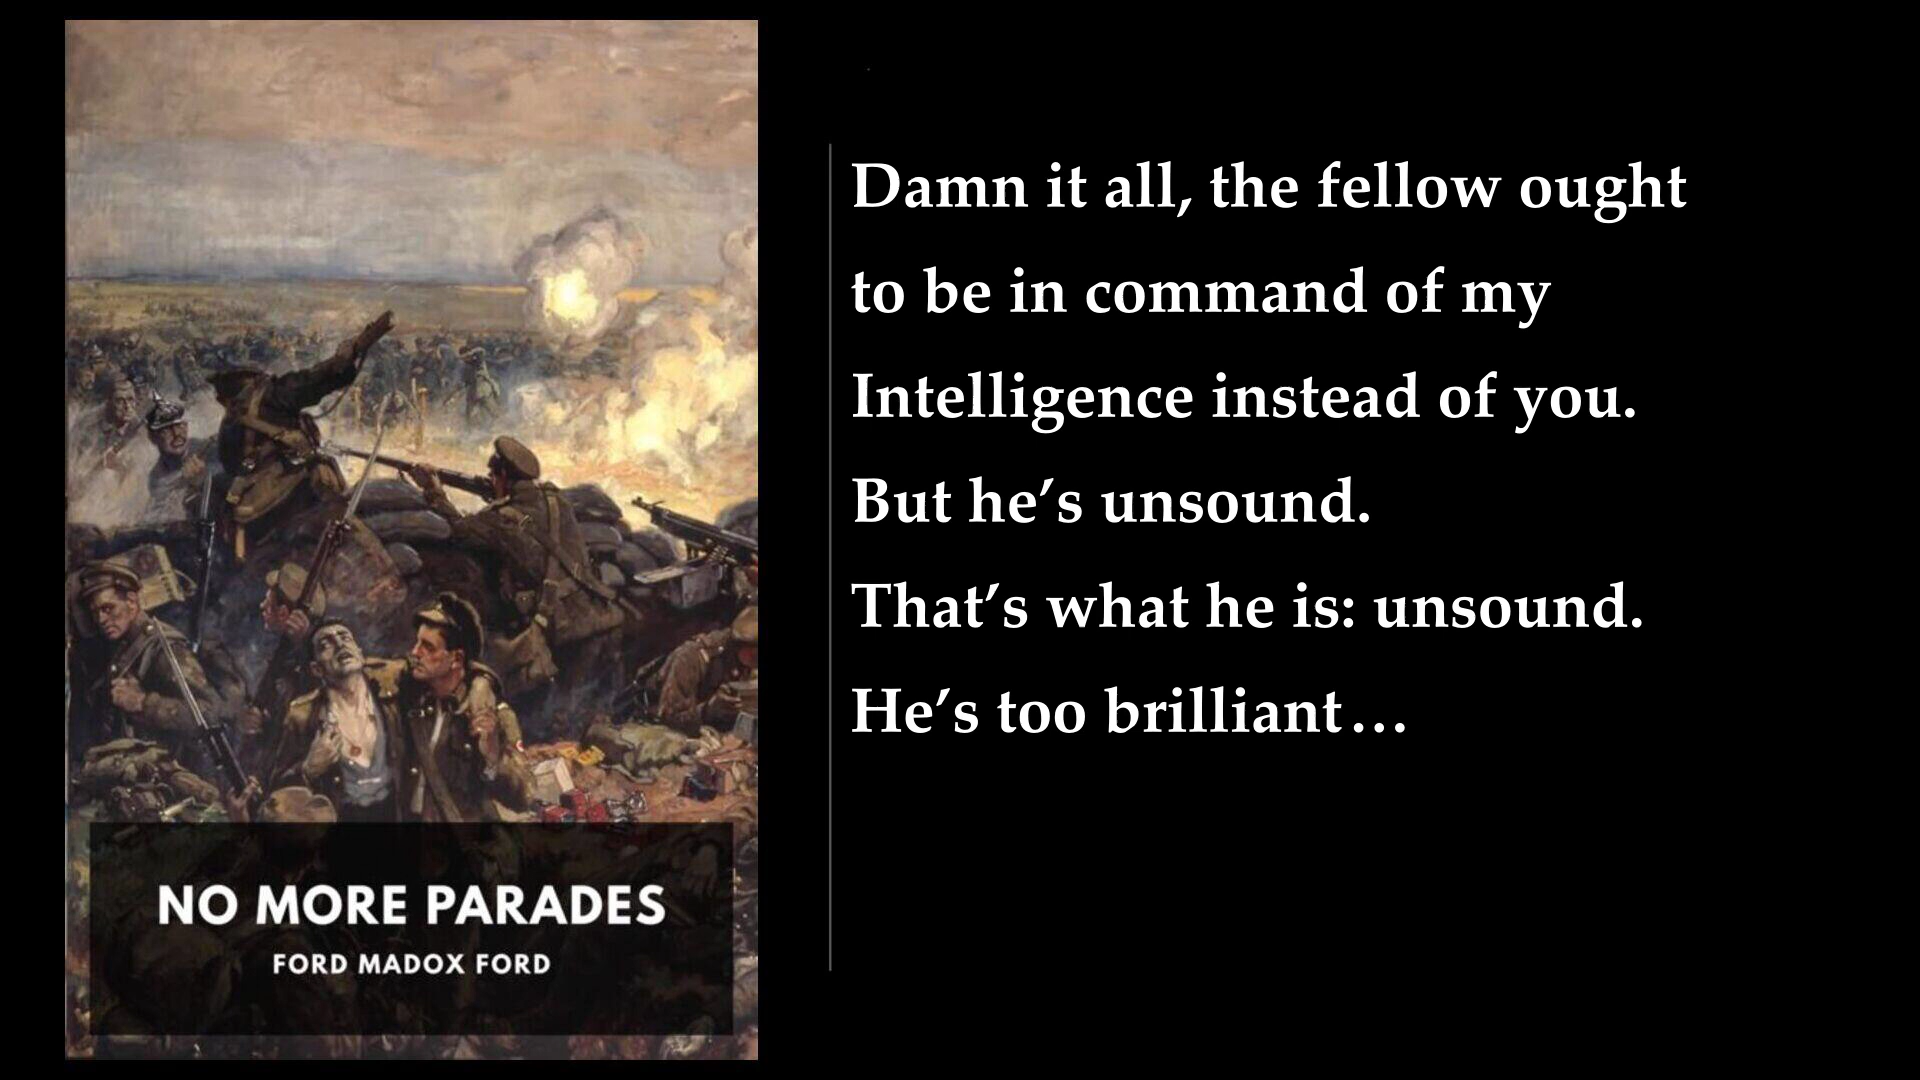 Damn it all, the fellow ought
to be in command of my
Intelligence instead of you.
But he’s unsound.
That’s what he is: unsound.
He’s too brilliant…
NO MORE PARADES
FORD MADOX FORD